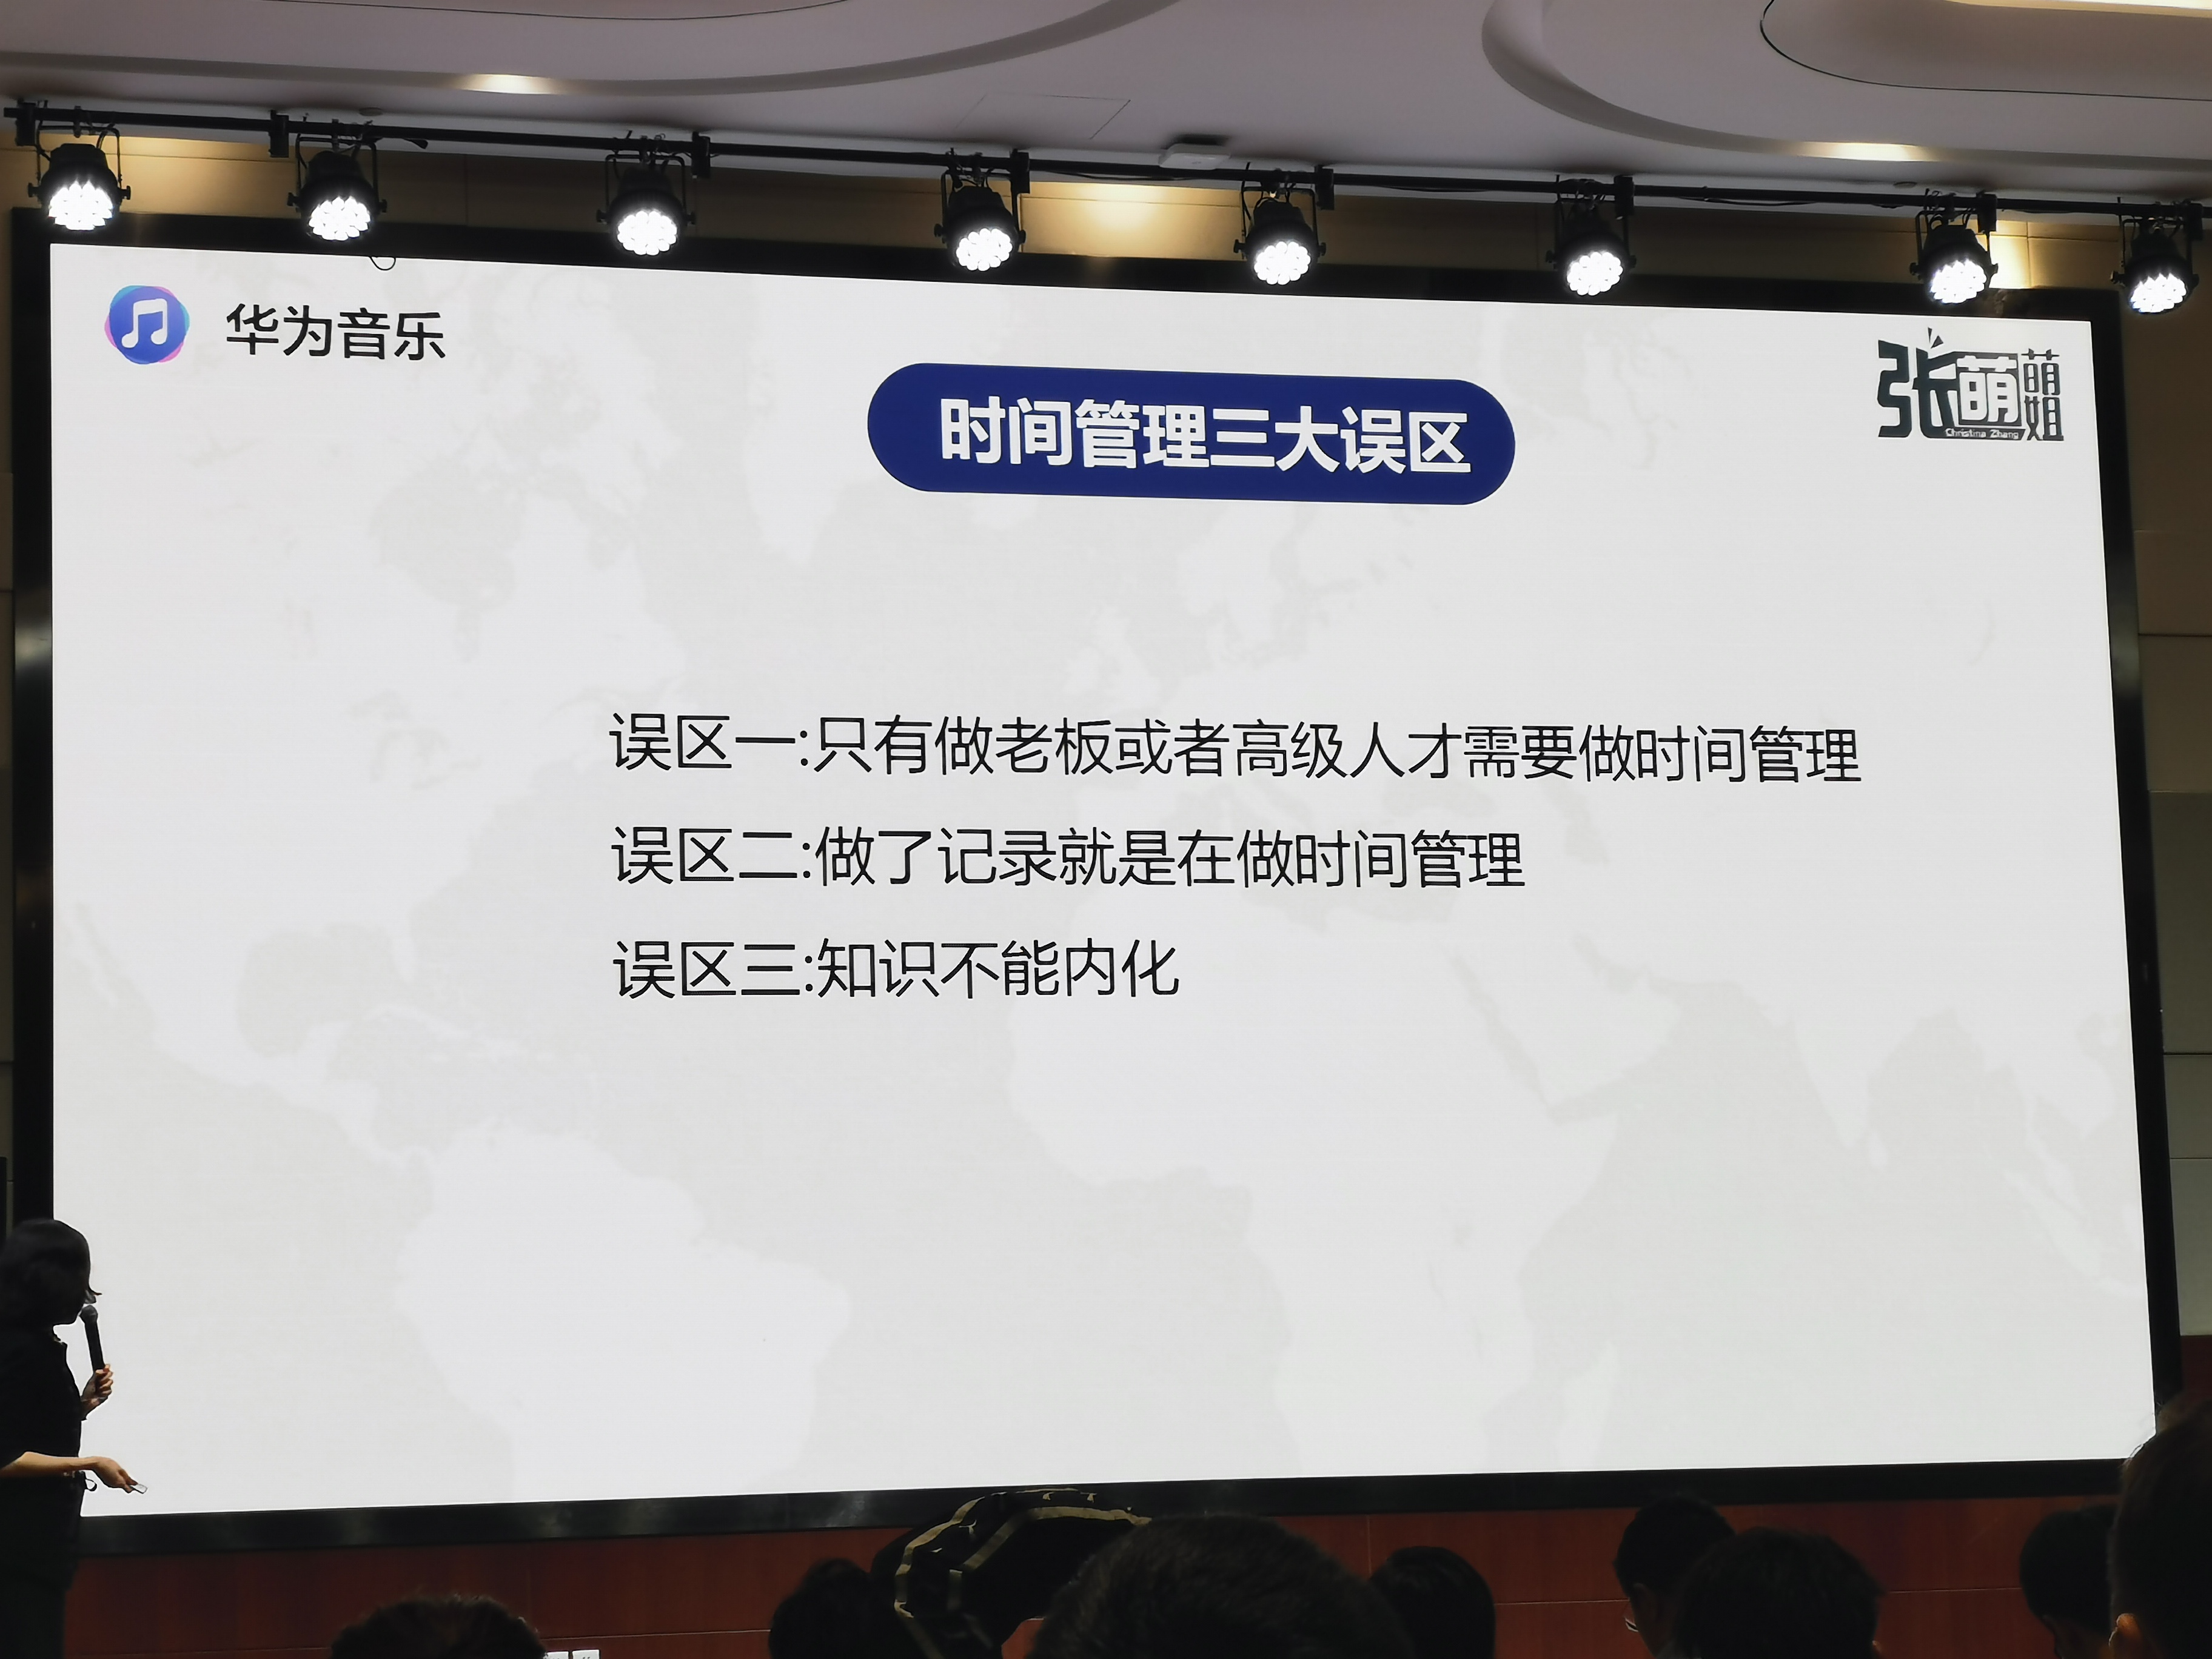 华为音乐
张萌萌姐
Christina Zhang
时间管理三大误区
误区一:只有做老板或者高级人才需要做时间管理
误区二:做了记录就是在做时间管理
误区三:知识不能内化